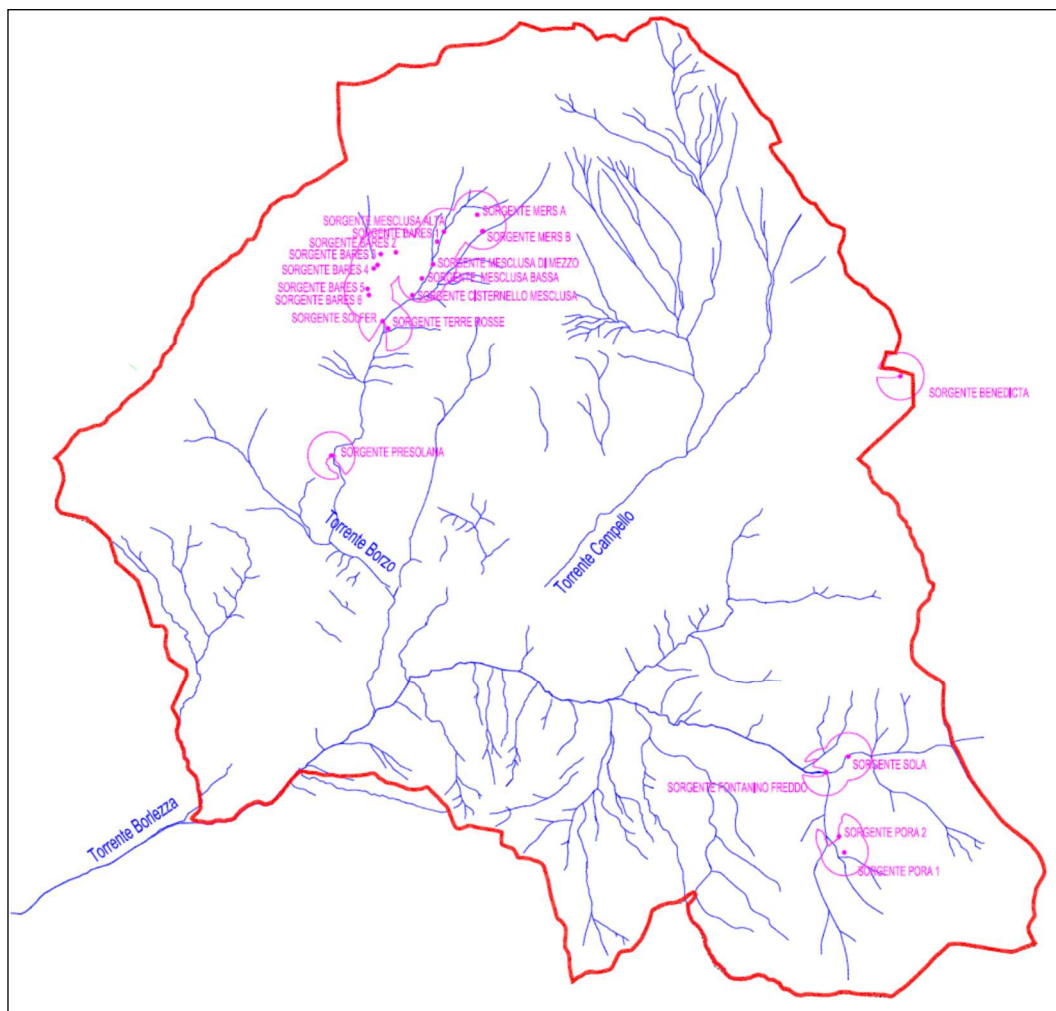 SORGENTE MERS A
SORGENTE MESCLUSA ALTA
SORGENTE BARES 1
SORGENTE MERS B
SORGENTE BARES 2
SORGENTE BARES 3
SORGENTE MESCLUSA DI MEZZO
SORGENTE BARES 4
SORGENTE MESCLUSA BASSA
SORGENTE BARES 5
SORGENTE CISTERNELLO MESCLUSA
SORGENTE BARES 6
SORGENTE SOLFER
SORGENTE TERRE ROSSE
SORGENTE BENEDICTA
SORGENTE PRESOLANA
Torrente Borzo
Torrente Campello
SORGENTE SOLA
SORGENTE FONTANINO FREDDO
Torrente Borlezza
SORGENTE PORA 2
SORGENTE PORA 1